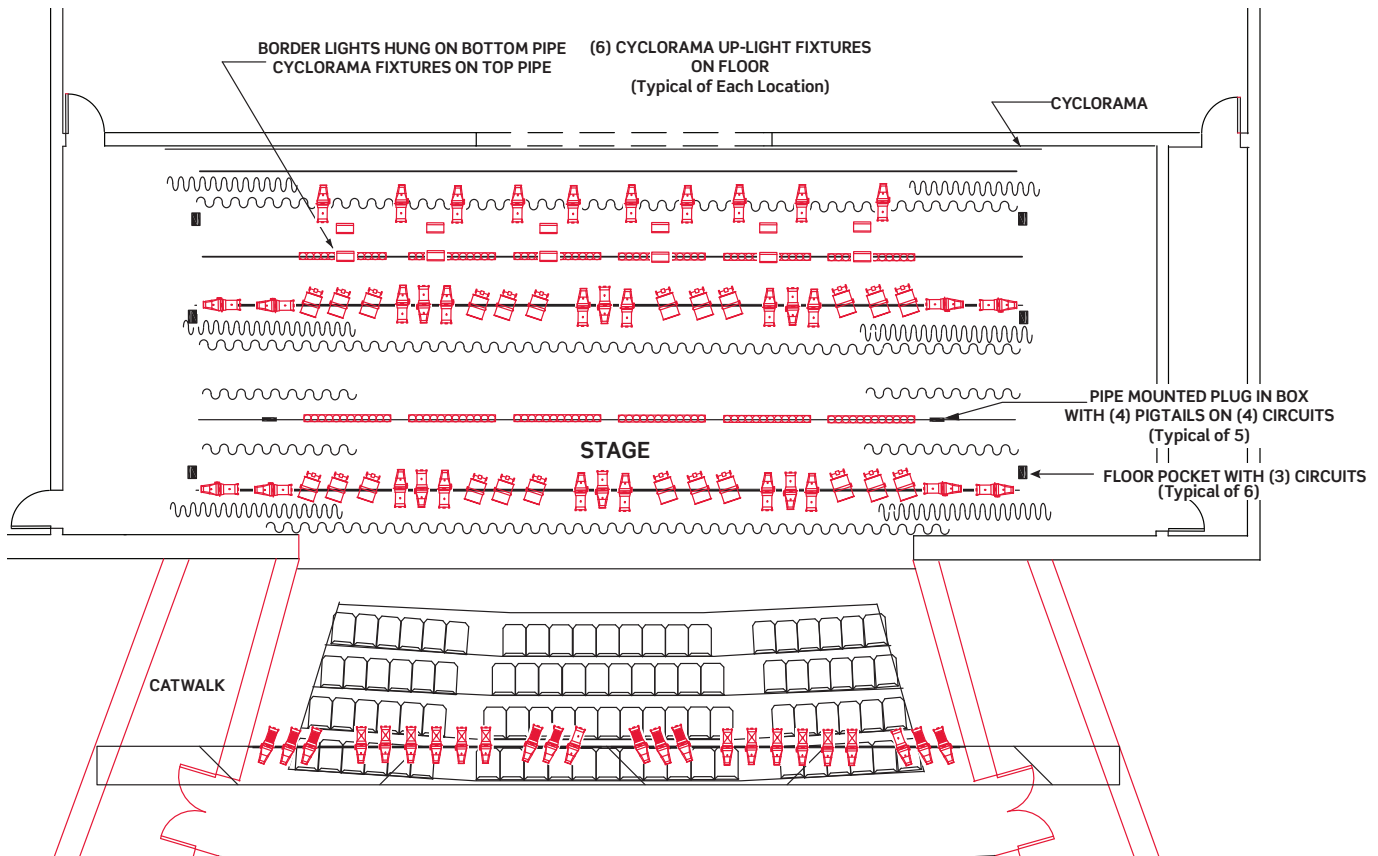 BORDER LIGHTS HUNG ON BOTTOM PIPE
CYCLORAMA FIXTURES ON TOP PIPE
(6) CYCLORAMA UP-LIGHT FIXTURES
ON FLOOR
(Typical of Each Location)
CYCLORAMA
PIPE MOUNTED PLUG IN BOX
WITH (4) PIGTAILS ON (4) CIRCUITS
(Typical of 5)
STAGE
FLOOR POCKET WITH (3) CIRCUITS
(Typical of 6)
CATWALK